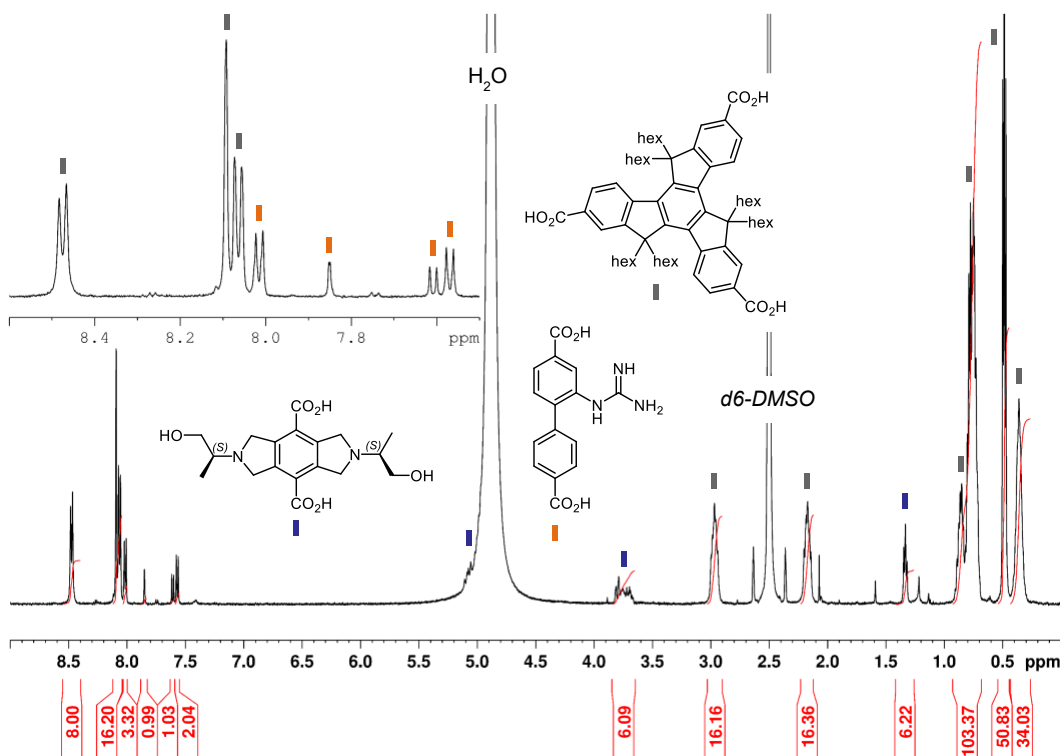 H₂O
CO₂H
hex
hex
HO₂C
hex
hex
hex
hex
CO₂H
8.4
8.2
8.0
7.8
ppm
CO₂H
NH
N
H
NH₂
CO₂H
d6-DMSO
CO₂H
HO
(S)
N
N
(S)
OH
CO₂H
8.5
8.0
7.5
7.0
6.5
6.0
5.5
5.0
4.5
4.0
3.5
3.0
2.5
2.0
1.5
1.0
0.5
ppm
8.00
16.20
3.32
0.99
1.03
2.04
6.09
16.16
16.36
6.22
103.37
50.83
34.03